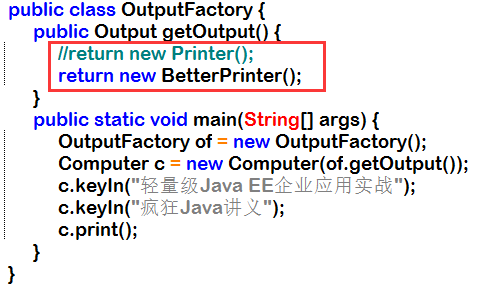 public class OutputFactory {
public Output getOutput() {
//return new Printer();
return new BetterPrinter();
}
public static void main(String[] args) {
OutputFactory of = new OutputFactory();
Computer c = new Computer(of.getOutput());
c.keyIn("轻量级Java EE企业应用实战");
c.keyIn("疯狂Java讲义");
c.print();
}
}